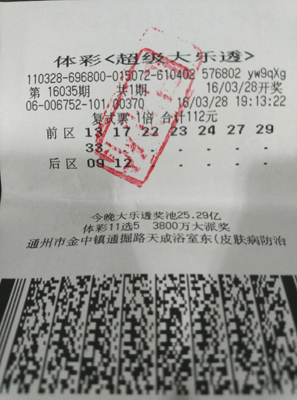 体彩<超级大乐透>
110328-696800-015072-610402 576802 yw9qXg
第 16035期 共1期 16/03/28开奖
06-006752-101 00370 16/03/28 19:13:22
复式票 1倍 合计112元
前区 13 17 22 23 24 27 29
33
后区 09 12
今晚大乐透奖池25.29亿
体彩11选5 3800万大派奖
通州市金中镇通掘路天成浴室东(皮肤病防治